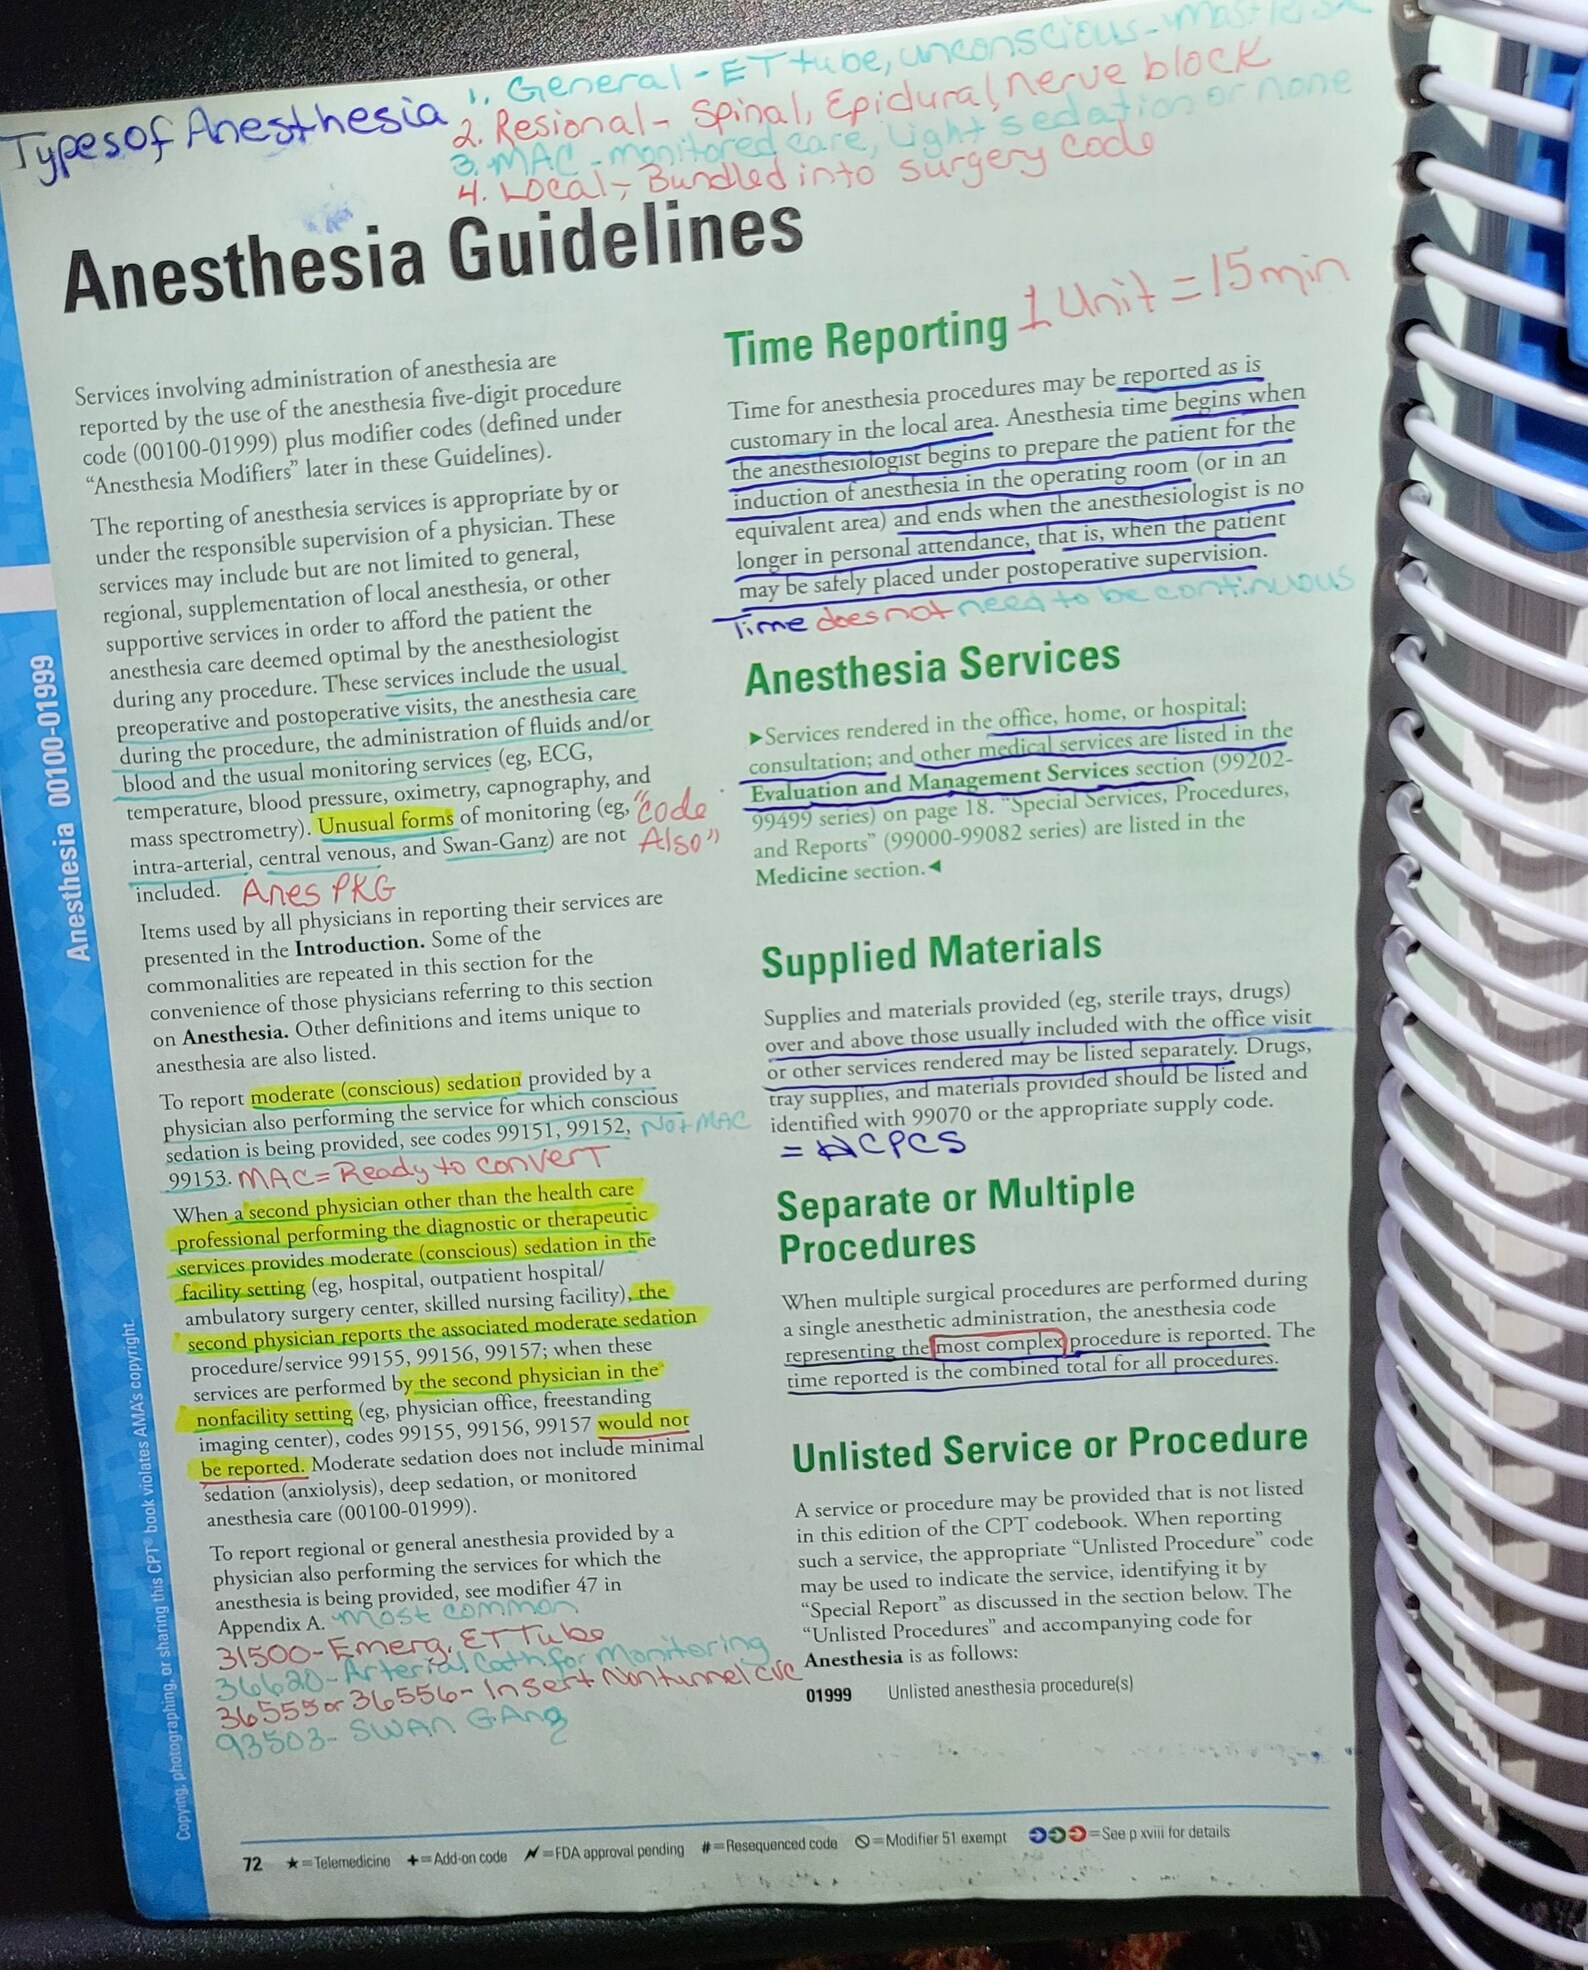 Types of Anesthesia
1. General - ET tube, unconscious -
2. Resional - Spinal, Epidural, nerve block
3. MAC - monitored care, Light sedation or none
4. Local - Bundled into surgery code
Anesthesia Guidelines
Services involving administration of anesthesia are
reported by the use of the anesthesia five-digit procedure
code (00100-01999) plus modifier codes (defined under
“Anesthesia Modifiers” later in these Guidelines).
The reporting of anesthesia services is appropriate by or
under the responsible supervision of a physician. These
services may include but are not limited to general,
regional, supplementation of local anesthesia, or other
supportive services in order to afford the patient the
anesthesia care deemed optimal by the anesthesiologist
during any procedure. These services include the usual
preoperative and postoperative visits, the anesthesia care
during the procedure, the administration of fluids and/or
blood and the usual monitoring services (eg, ECG,
temperature, blood pressure, oximetry, capnography, and
mass spectrometry). Unusual forms of monitoring (eg,
intra-arterial, central venous, and Swan-Ganz) are not
included. Anes PKG
"code
Also"
Items used by all physicians in reporting their services are
presented in the Introduction. Some of the
commonalities are repeated in this section for the
convenience of those physicians referring to this section
on Anesthesia. Other definitions and items unique to
anesthesia are also listed.
To report moderate (conscious) sedation provided by a
physician also performing the service for which conscious
sedation is being provided, see codes 99151, 99152, Not MAC
99153. MAC = Ready to convert
When a second physician other than the health care
professional performing the diagnostic or therapeutic
services provides moderate (conscious) sedation in the
facility setting (eg, hospital, outpatient hospital/
ambulatory surgery center, skilled nursing facility), the
second physician reports the associated moderate sedation
procedure/service 99155, 99156, 99157; when these
services are performed by the second physician in the
nonfacility setting (eg, physician office, freestanding
imaging center), codes 99155, 99156, 99157 would not
be reported. Moderate sedation does not include minimal
sedation (anxiolysis), deep sedation, or monitored
anesthesia care (00100-01999).
To report regional or general anesthesia provided by a
physician also performing the services for which the
anesthesia is being provided, see modifier 47 in
Appendix A. most common
31500 - Emerg. ET Tube
36620 - Arterial Cath for Monitoring
36555 or 36556 - Insert Nontunnel CVC
93503 - SWAN GAnz
Time Reporting 1 Unit = 15 min
Time for anesthesia procedures may be reported as is
customary in the local area. Anesthesia time begins when
the anesthesiologist begins to prepare the patient for the
induction of anesthesia in the operating room (or in an
equivalent area) and ends when the anesthesiologist is no
longer in personal attendance, that is, when the patient
may be safely placed under postoperative supervision.
Time does not need to be continuous
Anesthesia Services
▶Services rendered in the office, home, or hospital;
consultation; and other medical services are listed in the
Evaluation and Management Services section (99202-
99499 series) on page 18. “Special Services, Procedures,
and Reports” (99000-99082 series) are listed in the
Medicine section.◀
Supplied Materials
Supplies and materials provided (eg, sterile trays, drugs)
over and above those usually included with the office visit
or other services rendered may be listed separately. Drugs,
tray supplies, and materials provided should be listed and
identified with 99070 or the appropriate supply code.
= HCPCS
Separate or Multiple
Procedures
When multiple surgical procedures are performed during
a single anesthetic administration, the anesthesia code
representing the most complex procedure is reported. The
time reported is the combined total for all procedures.
Unlisted Service or Procedure
A service or procedure may be provided that is not listed
in this edition of the CPT codebook. When reporting
such a service, the appropriate “Unlisted Procedure” code
may be used to indicate the service, identifying it by
“Special Report” as discussed in the section below. The
“Unlisted Procedures” and accompanying code for
Anesthesia is as follows:
01999 Unlisted anesthesia procedure(s)
Anesthesia 00100-01999
Copying, photographing, or sharing this CPT® book violates AMA's copyright.
72 ★=Telemedicine +=Add-on code =FDA approval pending #=Resequenced code =Modifier 51 exempt =See p xviii for details